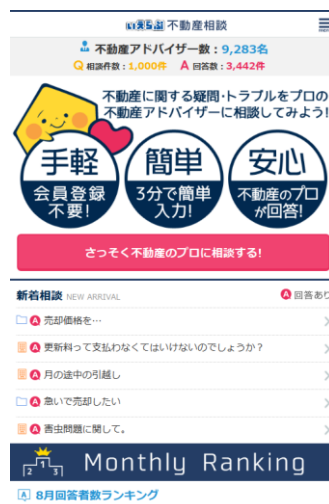 いえらぶ 不動産相談
不動産アドバイザー数：9,283名
Q 相談件数：1,000件 A 回答数：3,442件
不動産に関する疑問・トラブルをプロの
不動産アドバイザーに相談してみよう!
手軽 簡単 安心
会員登録 3分で簡単 不動産のプロ
不要! 入力! が回答!
さっそく不動産のプロに相談する!
新着相談 NEW ARRIVAL A 回答あり
A 売却価格を…
A 更新料って支払わなくてはいけないのでしょうか？
A 月の途中の引越し
A 急いで売却したい
A 害虫問題に関して。
2 1 3 Monthly Ranking
A 8月回答者数ランキング